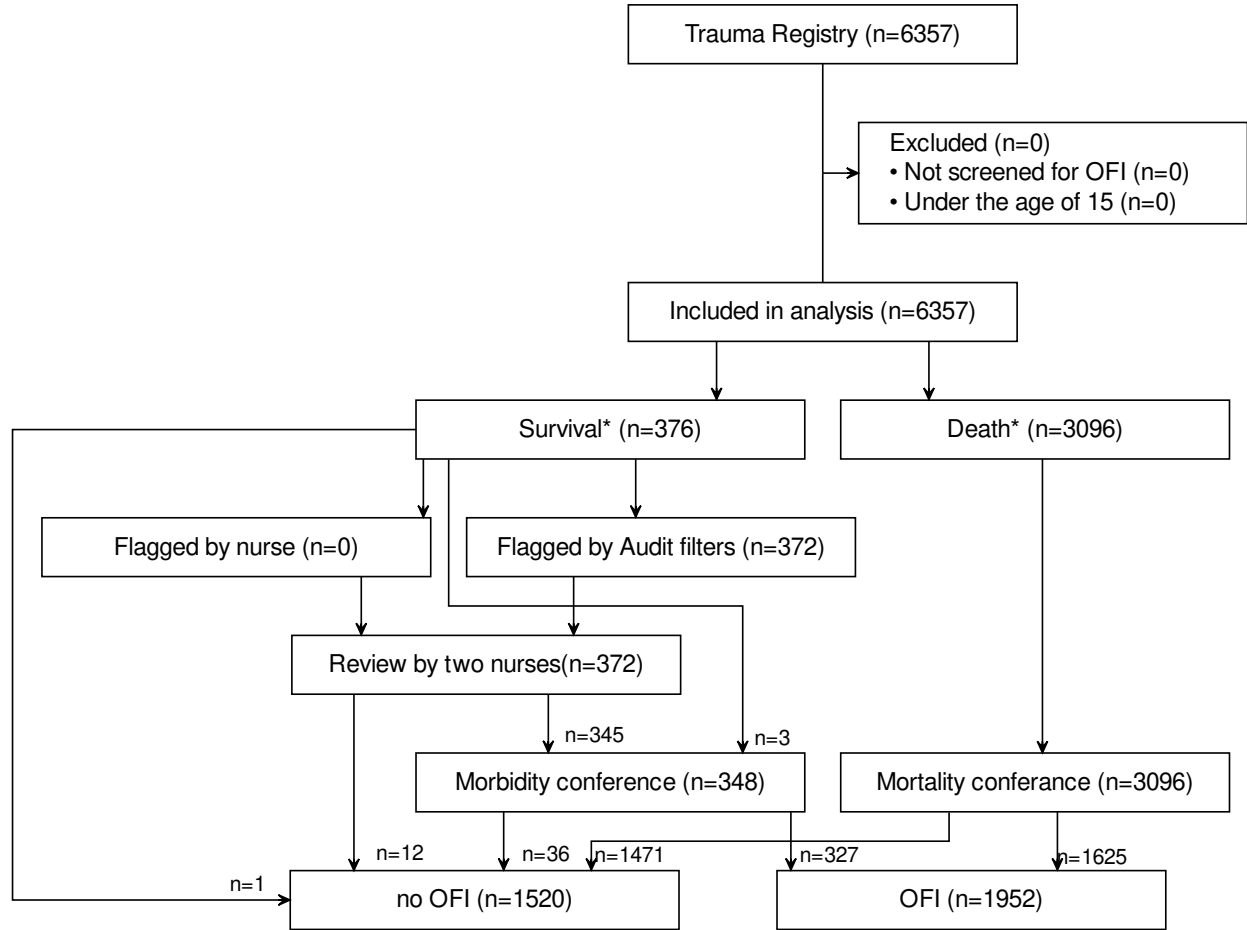 Trauma Registry (n=6357)
Excluded (n=0)
• Not screened for OFI (n=0)
• Under the age of 15 (n=0)
Included in analysis (n=6357)
Survival* (n=376)
Death* (n=3096)
Flagged by nurse (n=0)
Flagged by Audit filters (n=372)
Review by two nurses(n=372)
n=345
n=3
Morbidity conference (n=348)
Mortality conferance (n=3096)
n=12
n=36
n=1471
n=327
n=1625
n=1
no OFI (n=1520)
OFI (n=1952)